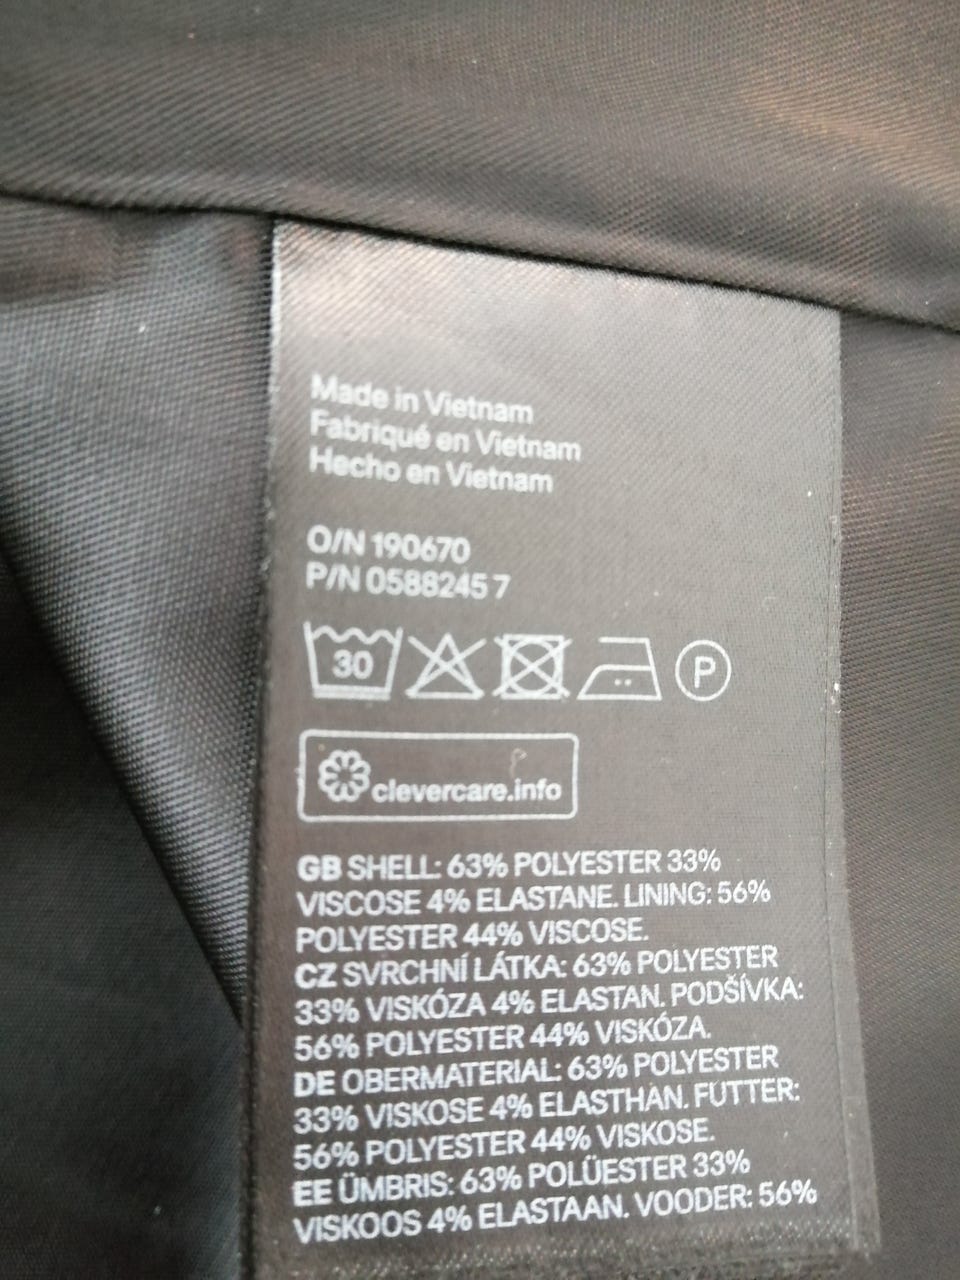 Made in Vietnam
Fabriqué en Vietnam
Hecho en Vietnam
O/N 190670
P/N 0588245 7
30 P
clevercare.info
GB SHELL: 63% POLYESTER 33%
VISCOSE 4% ELASTANE. LINING: 56%
POLYESTER 44% VISCOSE.
CZ SVRCHNÍ LÁTKA: 63% POLYESTER
33% VISKÓZA 4% ELASTAN. PODŠÍVKA:
56% POLYESTER 44% VISKÓZA.
DE OBERMATERIAL: 63% POLYESTER
33% VISKOSE 4% ELASTHAN. FUTTER:
56% POLYESTER 44% VISKOSE.
EE ÜMBRIS: 63% POLÜESTER 33%
VISKOOS 4% ELASTAAN. VOODER: 56%